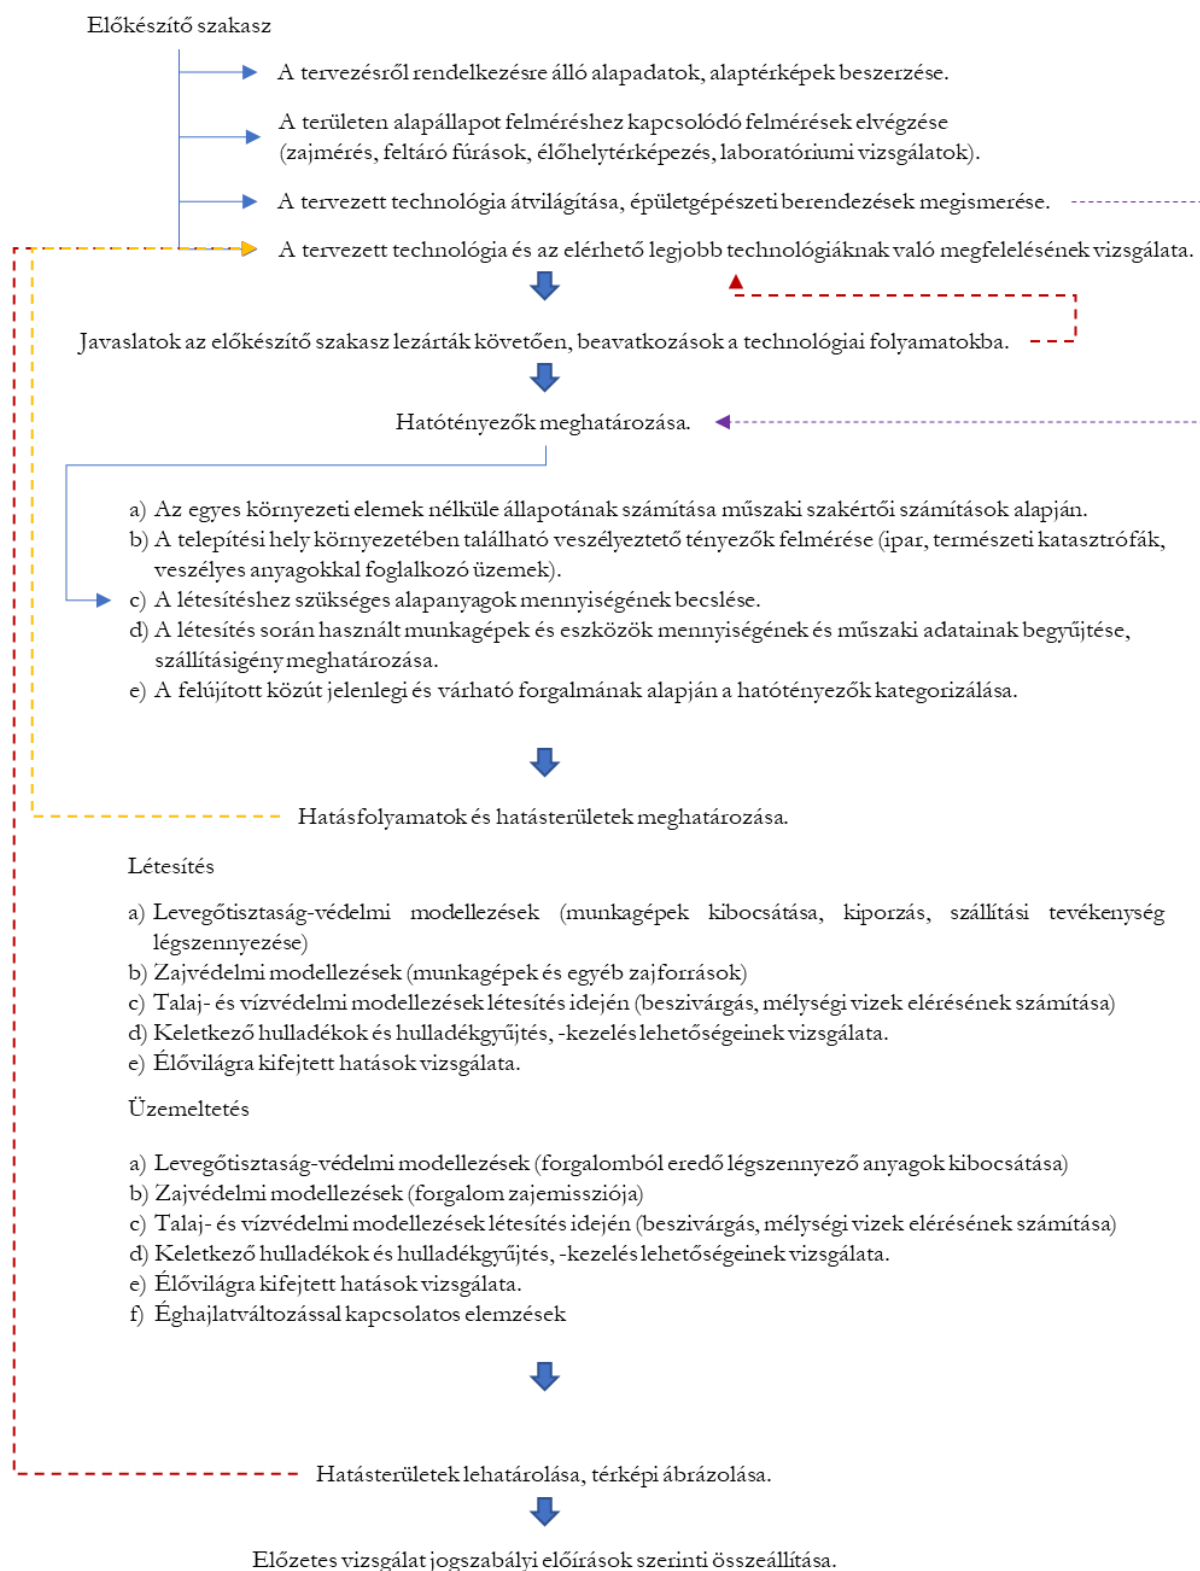 Előkészítő szakasz
A tervezésről rendelkezésre álló alapadatok, alaptérképek beszerzése.
A területen alapállapot felméréshez kapcsolódó felmérések elvégzése
(zajmérés, feltáró fúrások, élőhelytérképezés, laboratóriumi vizsgálatok).
A tervezett technológia átvilágítása, épületgépészeti berendezések megismerése.
A tervezett technológia és az elérhető legjobb technológiáknak való megfelelésének vizsgálata.
Javaslatok az előkészítő szakasz lezárták követően, beavatkozások a technológiai folyamatokba.
Hatótényezők meghatározása.
a) Az egyes környezeti elemek nélküle állapotának számítása műszaki szakértői számítások alapján.
b) A telepítési hely környezetében található veszélyeztető tényezők felmérése (ipar, természeti katasztrófák,
veszélyes anyagokkal foglalkozó üzemek).
c) A létesítéshez szükséges alapanyagok mennyiségének becslése.
d) A létesítés során használt munkagépek és eszközök mennyiségének és műszaki adatainak begyűjtése,
szállításigény meghatározása.
e) A felújított közút jelenlegi és várható forgalmának alapján a hatótényezők kategorizálása.
Hatásfolyamatok és hatásterületek meghatározása.
Létesítés
a) Levegőtisztaság-védelmi modellezések (munkagépek kibocsátása, kiporzás, szállítási tevékenység
légszennyezése)
b) Zajvédelmi modellezések (munkagépek és egyéb zajforrások)
c) Talaj- és vízvédelmi modellezések létesítés idején (beszivárgás, mélységi vizek elérésének számítása)
d) Keletkező hulladékok és hulladékgyűjtés, -kezelés lehetőségeinek vizsgálata.
e) Élővilágra kifejtett hatások vizsgálata.
Üzemeltetés
a) Levegőtisztaság-védelmi modellezések (forgalomból eredő légszennyező anyagok kibocsátása)
b) Zajvédelmi modellezések (forgalom zajemissziója)
c) Talaj- és vízvédelmi modellezések létesítés idején (beszivárgás, mélységi vizek elérésének számítása)
d) Keletkező hulladékok és hulladékgyűjtés, -kezelés lehetőségeinek vizsgálata.
e) Élővilágra kifejtett hatások vizsgálata.
f) Éghajlatváltozással kapcsolatos elemzések
Hatásterületek lehatárolása, térképi ábrázolása.
Előzetes vizsgálat jogszabályi előírások szerinti összeállítása.